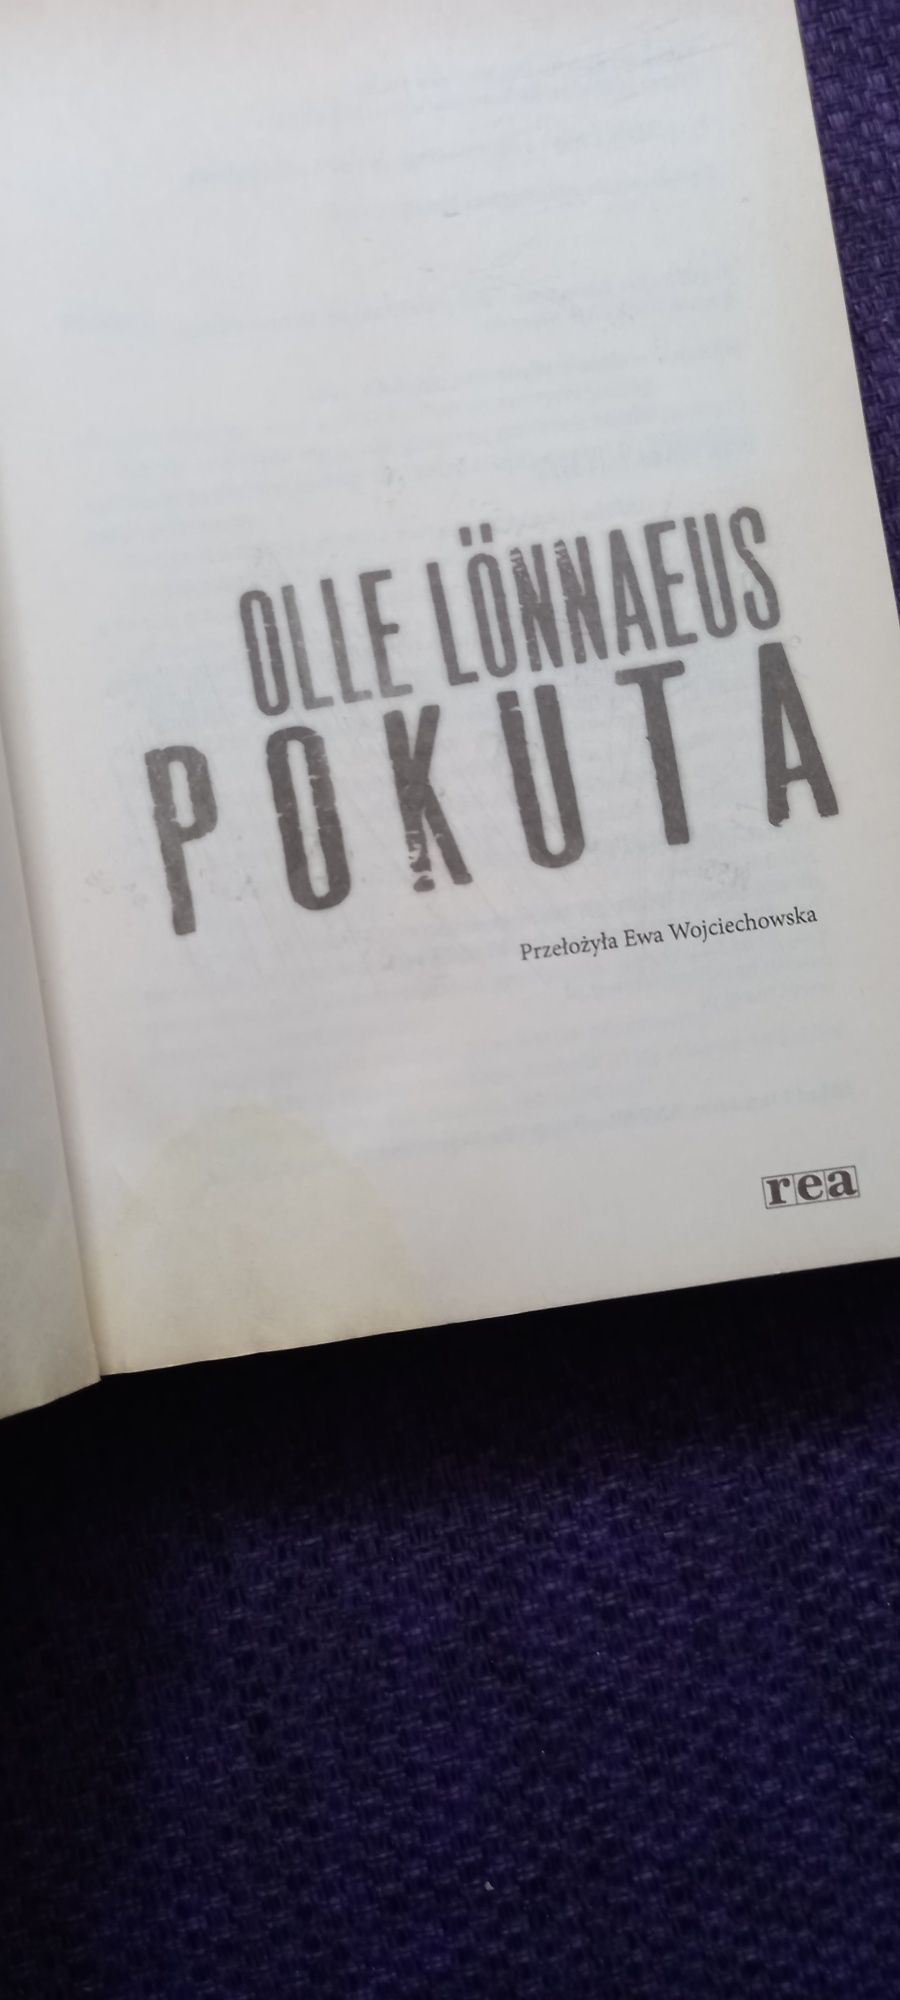 OLLE LÖNNAEUS
POKUTA
Przełożyła Ewa Wojciechowska
rea